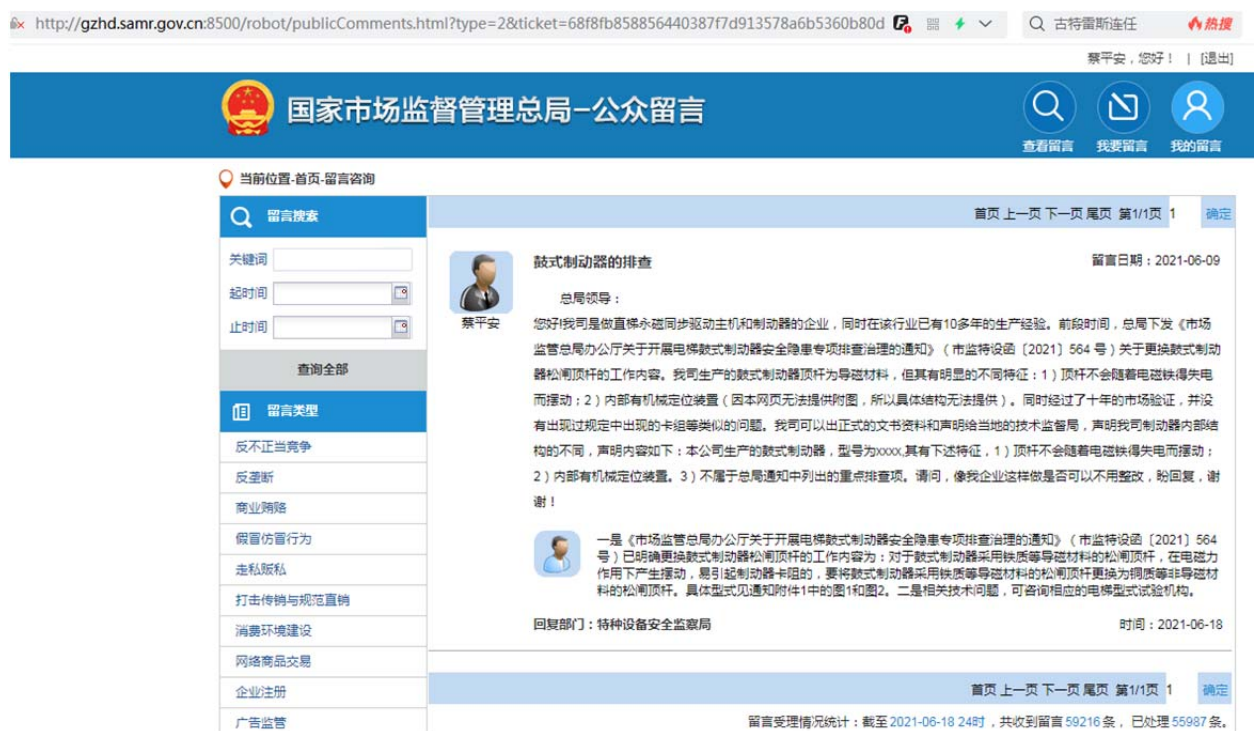 http://gzhd.samr.gov.cn:8500/robot/publicComments.html?type=2&ticket=68f8fb858856440387f7d913578a6b5360b80d
古特雷斯连任
热搜
蔡平安，您好！ | [退出]
国家市场监督管理总局-公众留言
查看留言 我要留言 我的留言
当前位置-首页-留言咨询
留言搜索
首页 上一页 下一页 尾页 第1/1页 1 确定
关键词
起时间
止时间
查询全部
留言类型
反不正当竞争
反垄断
商业贿赂
假冒仿冒行为
走私贩私
打击传销与规范直销
消费环境建设
网络商品交易
企业注册
广告监管
蔡平安
鼓式制动器的排查 留言日期：2021-06-09
总局领导：
您好!我司是做直梯永磁同步驱动主机和制动器的企业，同时在该行业已有10多年的生产经验。前段时间，总局下发《市场
监管总局办公厅关于开展电梯鼓式制动器安全隐患专项排查治理的通知》（市监特设函〔2021〕564 号）关于更换鼓式制动
器松闸顶杆的工作内容。我司生产的鼓式制动器顶杆为导磁材料，但其有明显的不同特征：1）顶杆不会随着电磁铁得失电
而摆动；2）内部有机械定位装置（因本网页无法提供附图，所以具体结构无法提供）。同时经过了十年的市场验证，并没
有出现过规定中出现的卡组等类似的问题。我司可以出正式的文书资料和声明给当地的技术监督局，声明我司制动器内部结
构的不同，声明内容如下：本公司生产的鼓式制动器，型号为xxxx,其有下述特征，1）顶杆不会随着电磁铁得失电而摆动；
2）内部有机械定位装置。3）不属于总局通知中列出的重点排查项。请问，像我企业这样做是否可以不用整改，盼回复，谢
谢！
一是《市场监管总局办公厅关于开展电梯鼓式制动器安全隐患专项排查治理的通知》（市监特设函〔2021〕564
号）已明确更换鼓式制动器松闸顶杆的工作内容为：对于鼓式制动器采用铁质等导磁材料的松闸顶杆，在电磁力
作用下产生摆动，易引起制动器卡阻的，要将鼓式制动器采用铁质等导磁材料的松闸顶杆更换为铜质等非导磁材
料的松闸顶杆。具体型式见通知附件1中的图1和图2。二是相关技术问题，可咨询相应的电梯型式试验机构。
回复部门：特种设备安全监察局 时间：2021-06-18
首页 上一页 下一页 尾页 第1/1页 1 确定
留言受理情况统计：截至2021-06-18 24时，共收到留言59216条，已处理55987条。